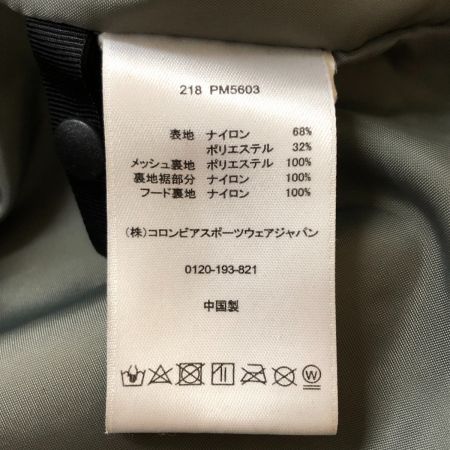 218 PM5603
表地 ナイロン 68%
ポリエステル 32%
メッシュ裏地 ポリエステル 100%
裏地裾部分 ナイロン 100%
フード裏地 ナイロン 100%
(株)コロンビアスポーツウェアジャパン
0120-193-821
中国製
W